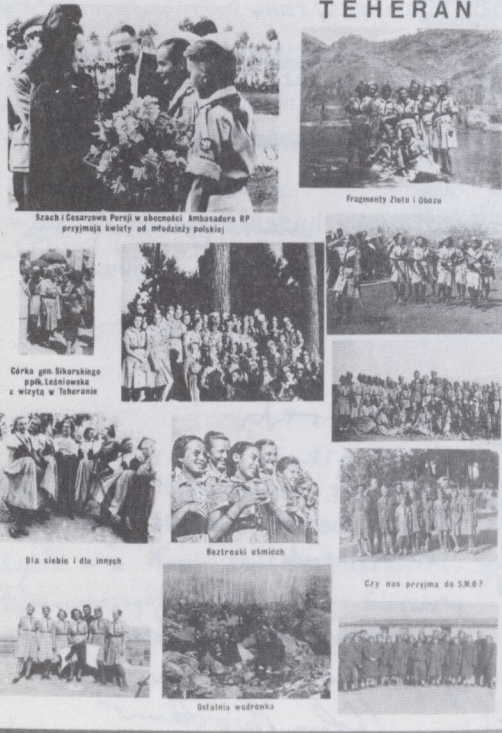 TEHERAN
Szach i Cesarzowa Persji w obecności Ambasadora RP
przyjmują kwiaty od młodzieży polskiej
Fragmenty Zlotu i Obozu
Córka gen. Sikorskiego
ppłk. Leśniowska
z wizytą w Teheranie
Dla siebie i dla innych
Beztroski uśmiech
Czy nas przyjmą do S.M.O?
Ostatnia wędrówka